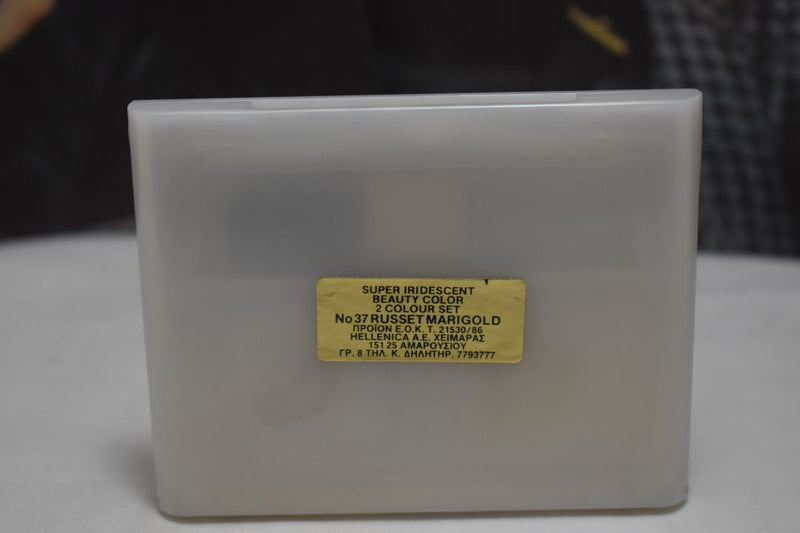 SUPER IRIDESCENT
BEAUTY COLOR
2 COLOUR SET
No 37 RUSSET MARIGOLD
ΠΡΟΪΟΝ Ε.Ο.Κ. Τ. 21530/86
HELLENICA A.E. ΧΕΙΜΑΡΑΣ
151 25 ΑΜΑΡΟΥΣΙΟΥ
ΓΡ. 8 ΤΗΛ. Κ. ΔΗΛΗΤΗΡ. 7793777